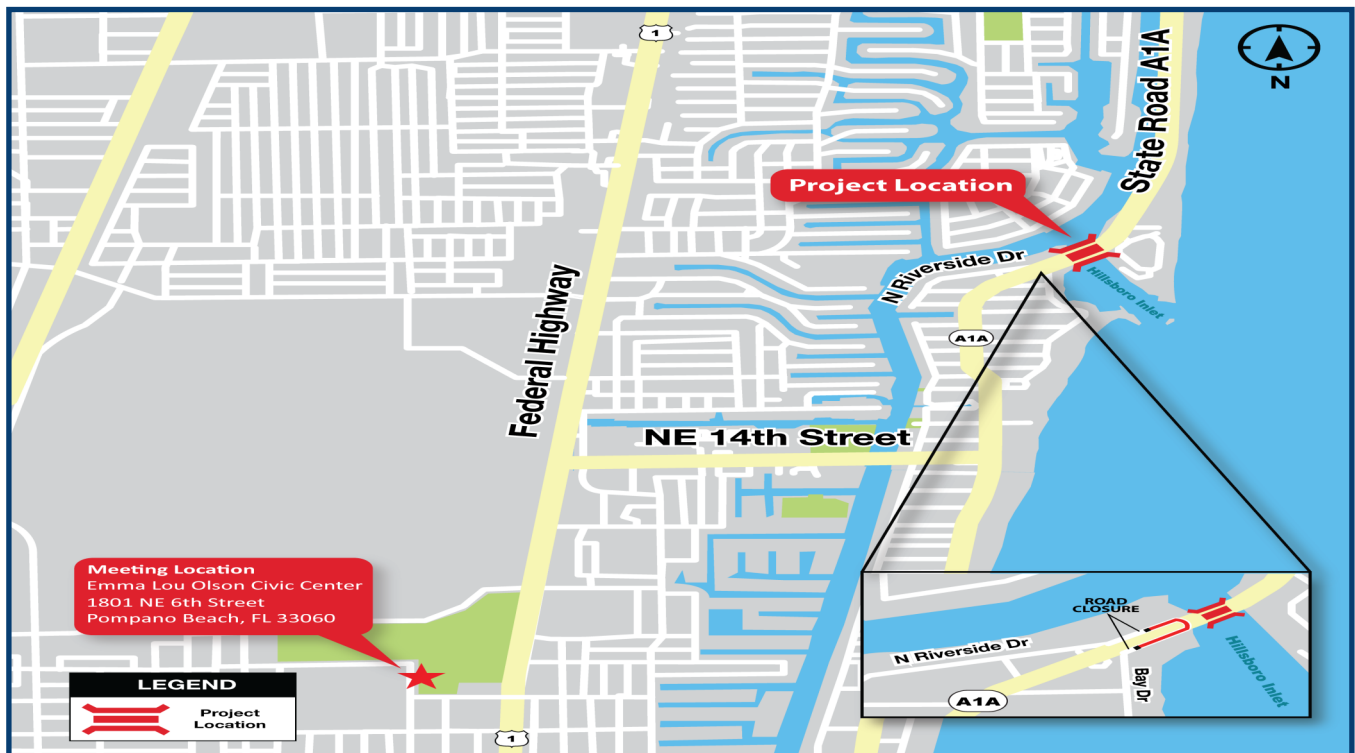 1
N
State Road A1A
Project Location
N Riverside Dr
Hillsboro Inlet
A1A
Federal Highway
NE 14th Street
Meeting Location
Emma Lou Olson Civic Center
1801 NE 6th Street
Pompano Beach, FL 33060
LEGEND
Project
Location
1
ROAD
CLOSURE
N Riverside Dr
Bay Dr
Hillsboro Inlet
A1A